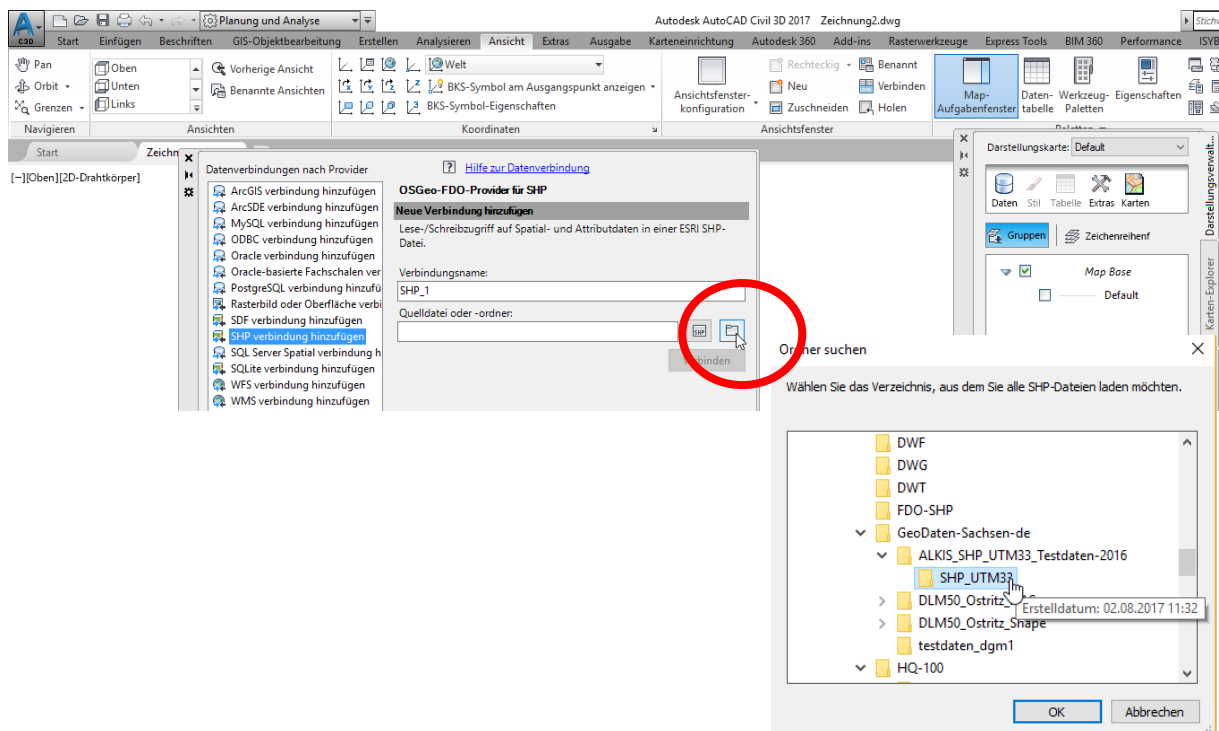 Planung und Analyse
Autodesk AutoCAD Civil 3D 2017 Zeichnung2.dwg
C3D Start Einfügen Beschriften GIS-Objektbearbeitung Erstellen Analysieren Ansicht Extras Ausgabe Karteneinrichtung Autodesk 360 Add-ins Rasterwerkzeuge Express Tools BIM 360 Performance
Pan
Orbit
Grenzen
Navigieren
Oben
Unten
Links
Vorherige Ansicht
Benannte Ansichten
Ansichten
Welt
BKS-Symbol am Ausgangspunkt anzeigen
BKS-Symbol-Eigenschaften
Koordinaten
Ansichtsfenster-
konfiguration
Rechteckig
Neu
Zuschneiden
Benannt
Verbinden
Holen
Ansichtsfenster
Map-
Aufgabenfenster
Daten-
tabelle
Werkzeug-
Paletten
Eigenschaften
Start
Zeichn
[−][Oben][2D-Drahtkörper]
Datenverbindungen nach Provider
ArcGIS verbindung hinzufügen
ArcSDE verbindung hinzufügen
MySQL verbindung hinzufügen
ODBC verbindung hinzufügen
Oracle verbindung hinzufügen
Oracle-basierte Fachschalen ver
PostgreSQL verbindung hinzufü
Rasterbild oder Oberfläche verbi
SDF verbindung hinzufügen
SHP verbindung hinzufügen
SQL Server Spatial verbindung h
SQLite verbindung hinzufügen
WFS verbindung hinzufügen
WMS verbindung hinzufügen
? Hilfe zur Datenverbindung
OSGeo-FDO-Provider für SHP
Neue Verbindung hinzufügen
Lese-/Schreibzugriff auf Spatial- und Attributdaten in einer ESRI SHP-
Datei.
Verbindungsname:
SHP_1
Quelldatei oder -ordner:
SHP
Darstellungskarte: Default
Daten Stil Tabelle Extras Karten
Gruppen Zeichenreihenf
Map Base
Default
Darstellungsverwalt...
Karten-Explorer
suchen
Wählen Sie das Verzeichnis, aus dem Sie alle SHP-Dateien laden möchten.
DWF
DWG
DWT
FDO-SHP
GeoDaten-Sachsen-de
ALKIS_SHP_UTM33_Testdaten-2016
SHP_UTM33
DLM50_Ostritz
Erstelldatum: 02.08.2017 11:32
DLM50_Ostritz_Shape
testdaten_dgm1
HQ-100
OK
Abbrechen